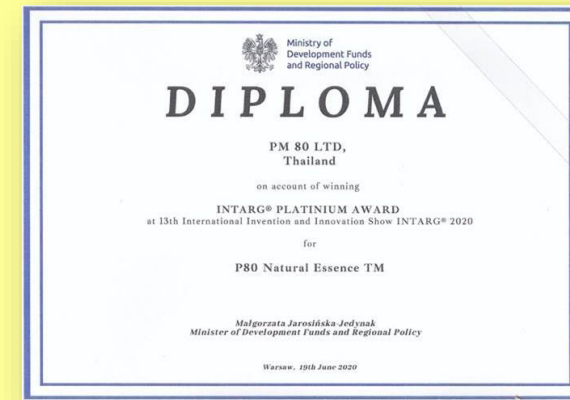 Ministry of
Development Funds
and Regional Policy
DIPLOMA
PM 80 LTD,
Thailand
on account of winning
INTARG® PLATINIUM AWARD
at 13th International Invention and Innovation Show INTARG® 2020
for
P80 Natural Essence TM
Małgorzata Jarosińska-Jedynak
Minister of Development Funds and Regional Policy
Warsaw, 19th June 2020